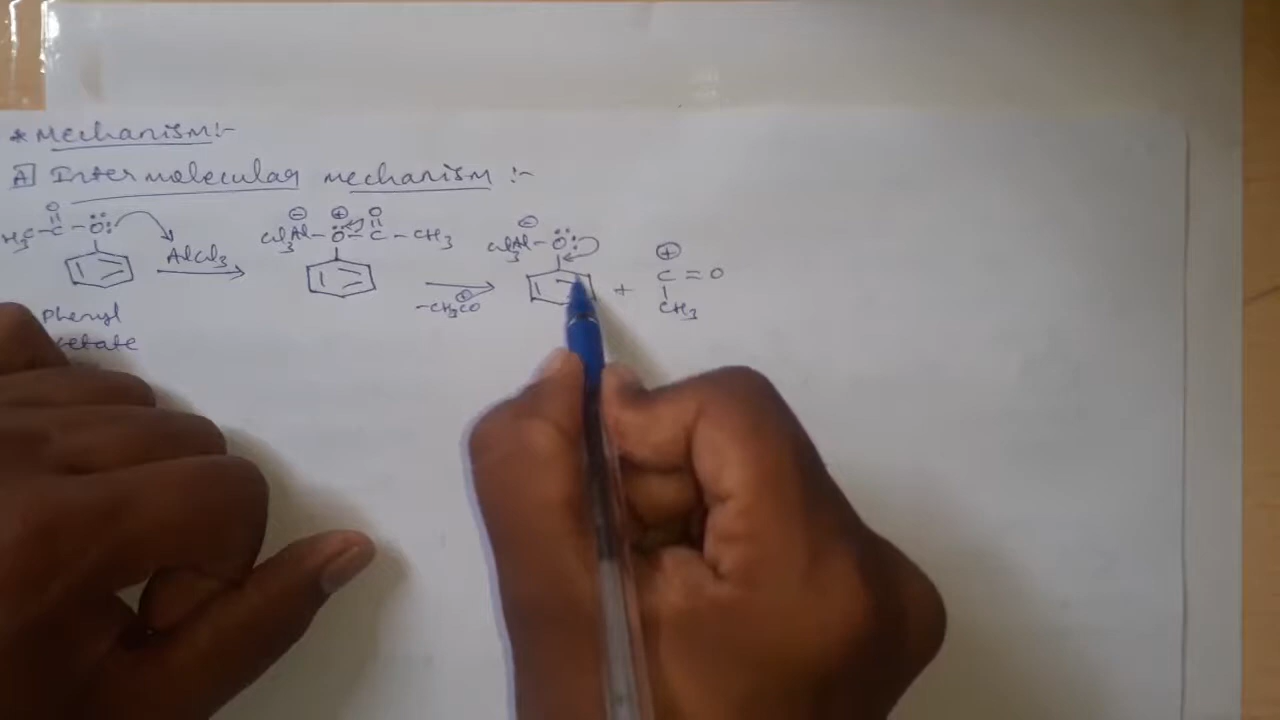 * Mechanism:-
A Intermolecular mechanism :-
O ⊖ ⊕ O ⊖
H3C-C-O: Cl3Al-O-C-CH3 Cl3Al-O: ⊕
AlCl3 C=O
-CH3CO⊕ + CH3
Phenyl
acetate